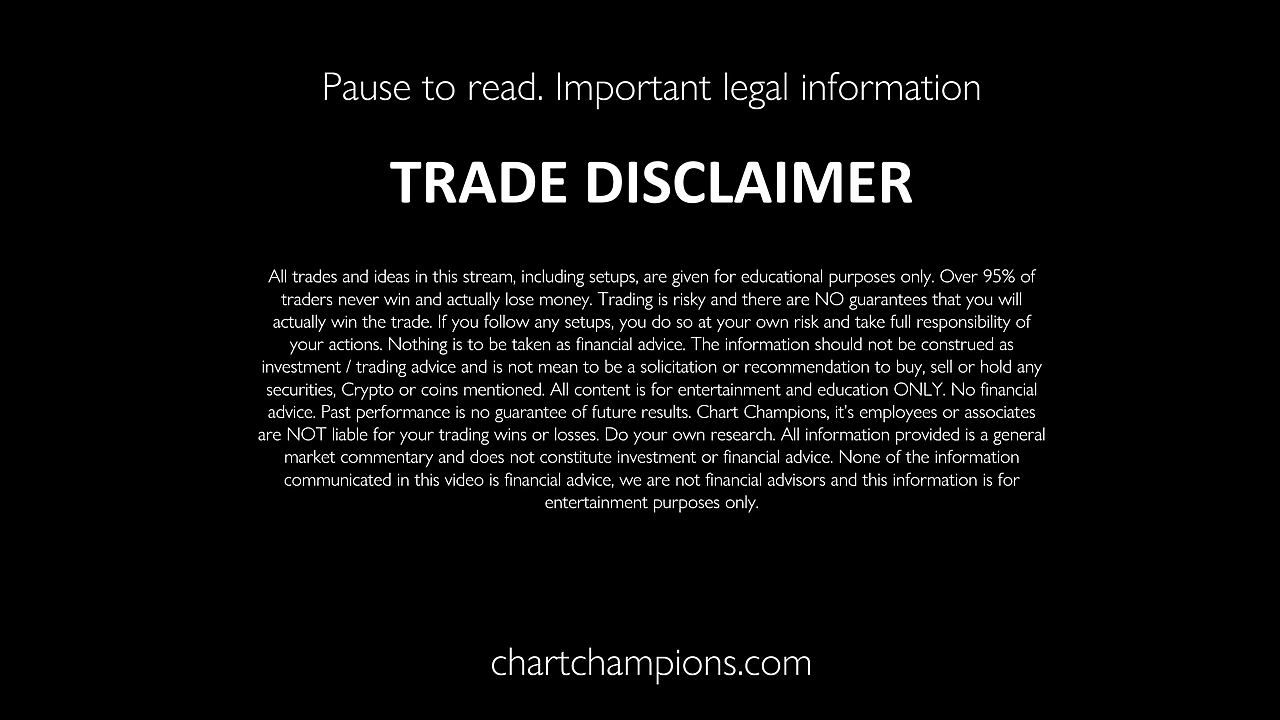 Pause to read. Important legal information
TRADE DISCLAIMER
All trades and ideas in this stream, including setups, are given for educational purposes only. Over 95% of
traders never win and actually lose money. Trading is risky and there are NO guarantees that you will
actually win the trade. If you follow any setups, you do so at your own risk and take full responsibility of
your actions. Nothing is to be taken as financial advice. The information should not be construed as
investment / trading advice and is not mean to be a solicitation or recommendation to buy, sell or hold any
securities, Crypto or coins mentioned. All content is for entertainment and education ONLY. No financial
advice. Past performance is no guarantee of future results. Chart Champions, it's employees or associates
are NOT liable for your trading wins or losses. Do your own research. All information provided is a general
market commentary and does not constitute investment or financial advice. None of the information
communicated in this video is financial advice, we are not financial advisors and this information is for
entertainment purposes only.
chartchampions.com